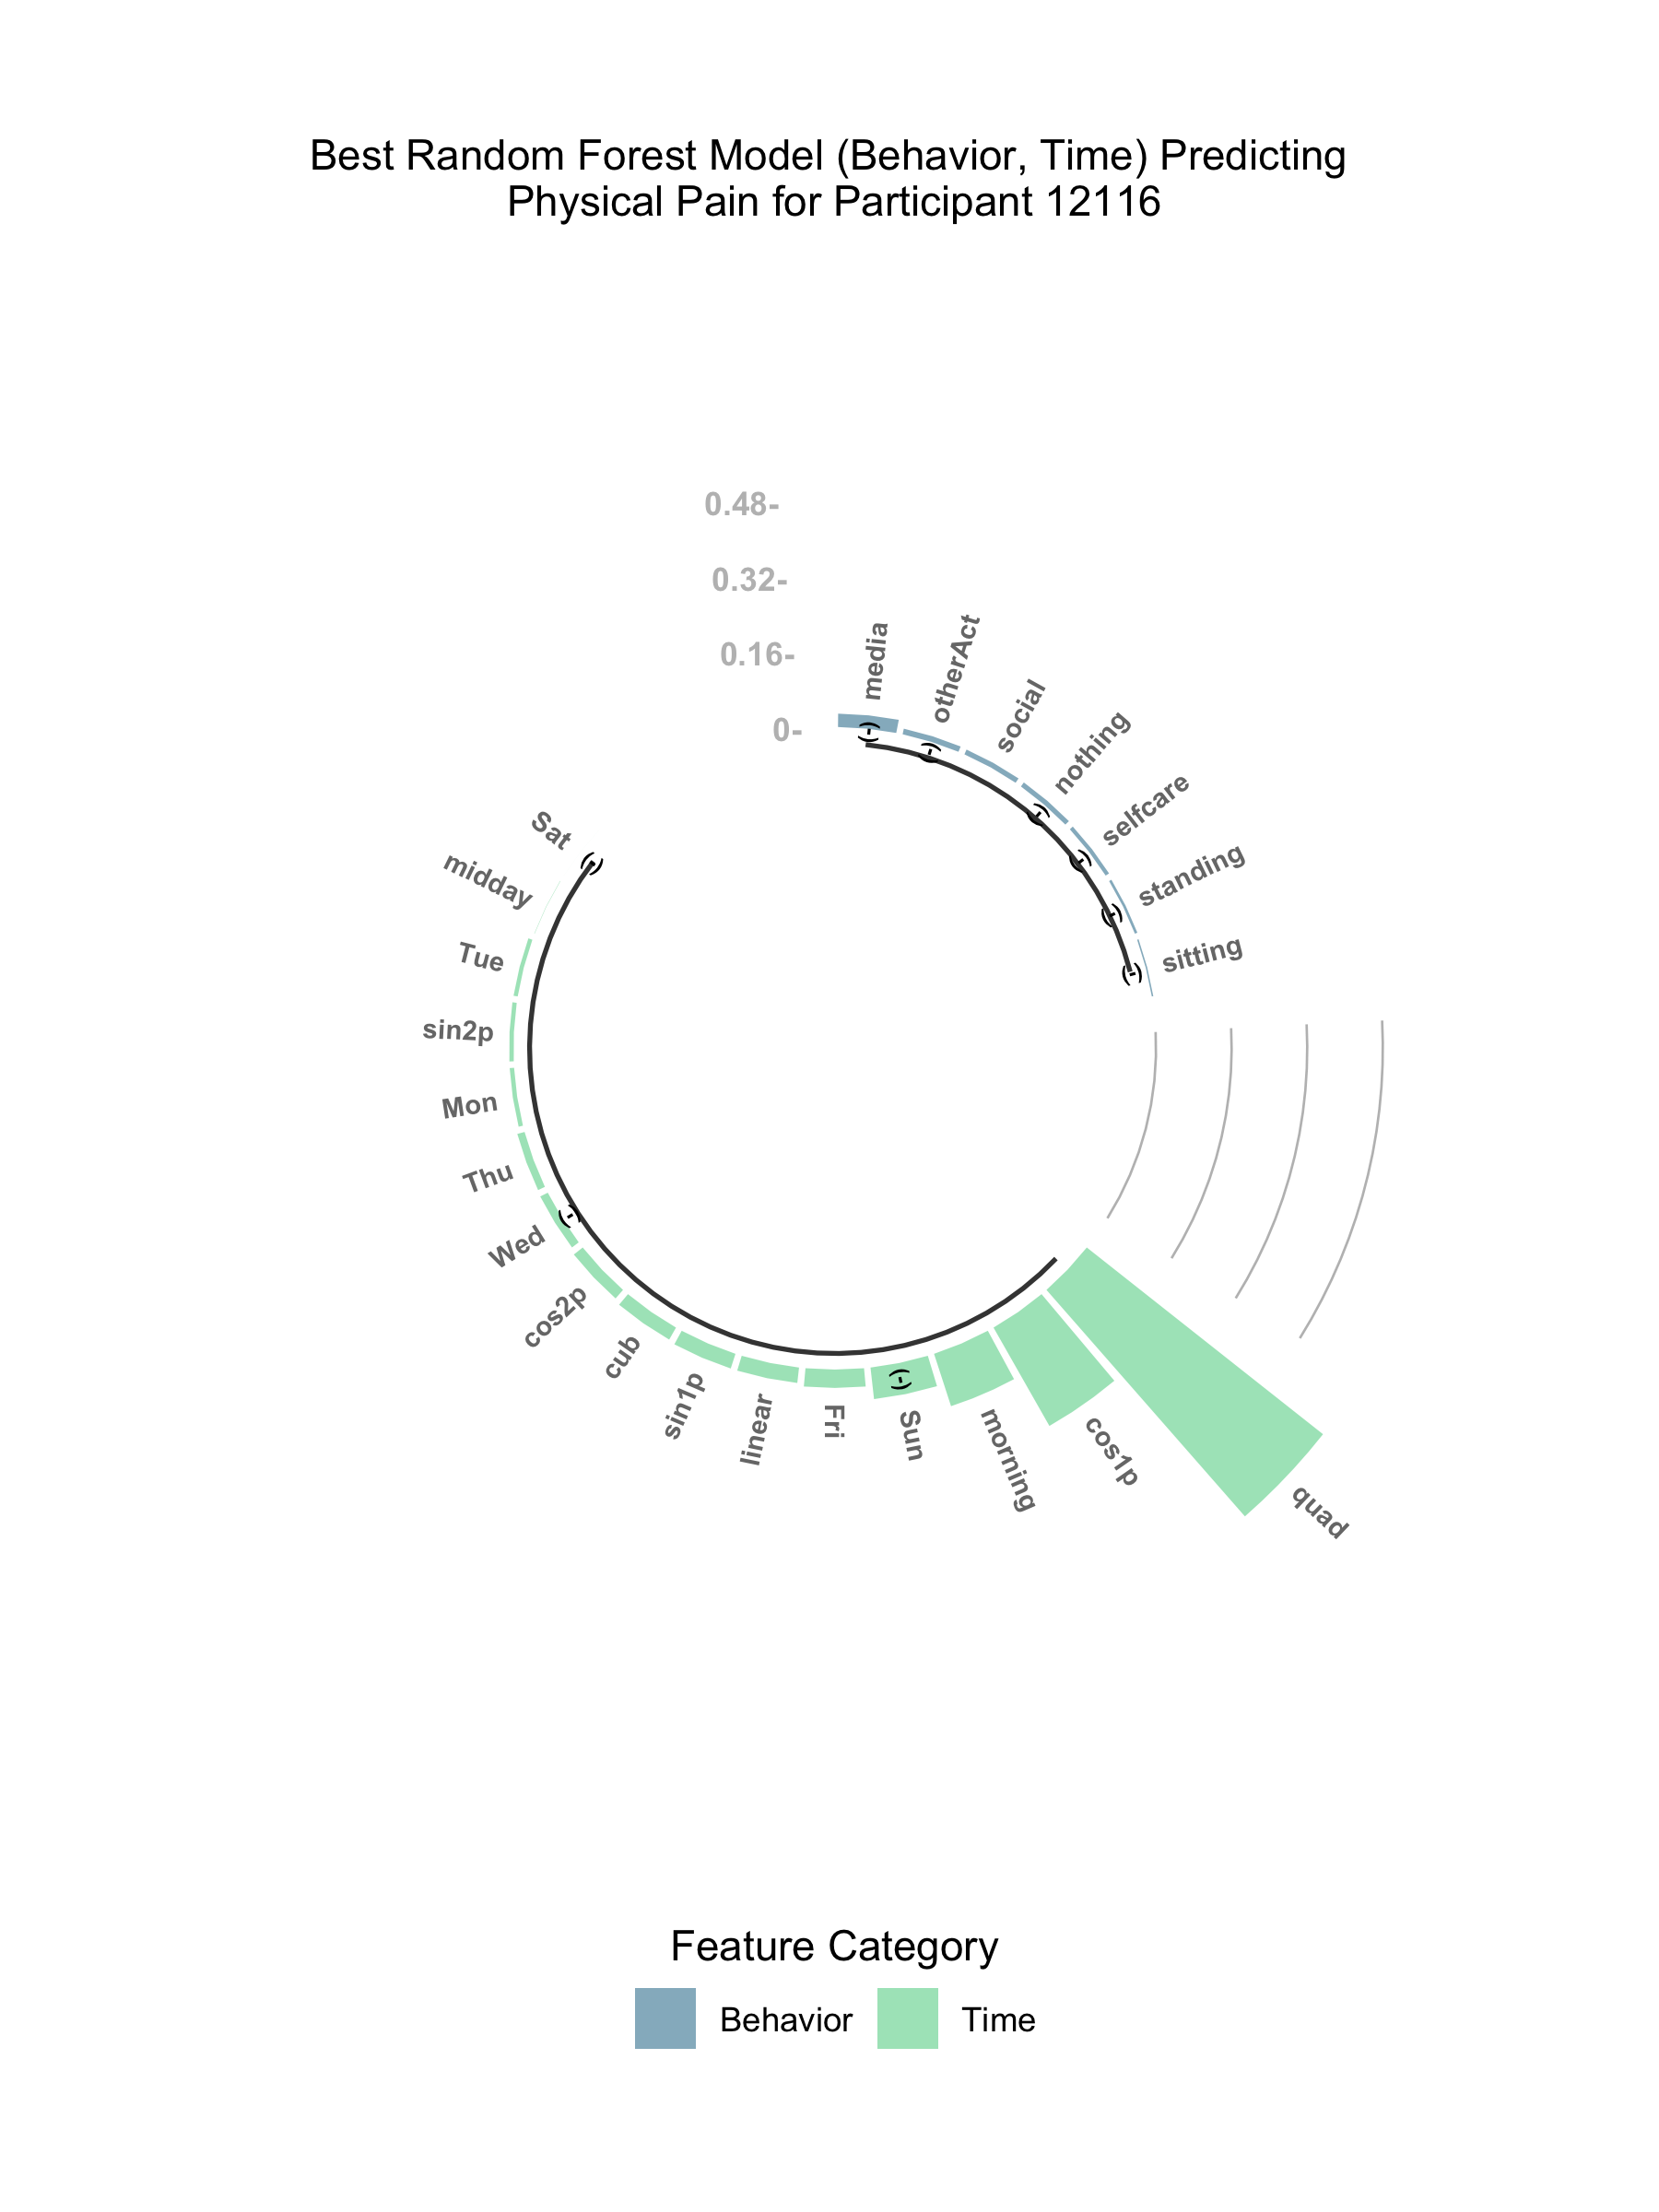 Best Random Forest Model (Behavior, Time) Predicting
Physical Pain for Participant 12116
0.48-
0.32-
0.16-
0-
media
(-)
otherAct
(-)
social
nothing
(-)
selfcare
(-)
standing
(-)
sitting
(-)
quad
cos1p
morning
Sun
(-)
Fri
linear
sin1p
cub
cos2p
Wed
(-)
Thu
Mon
sin2p
Tue
midday
Sat
(-)
Feature Category
Behavior
Time